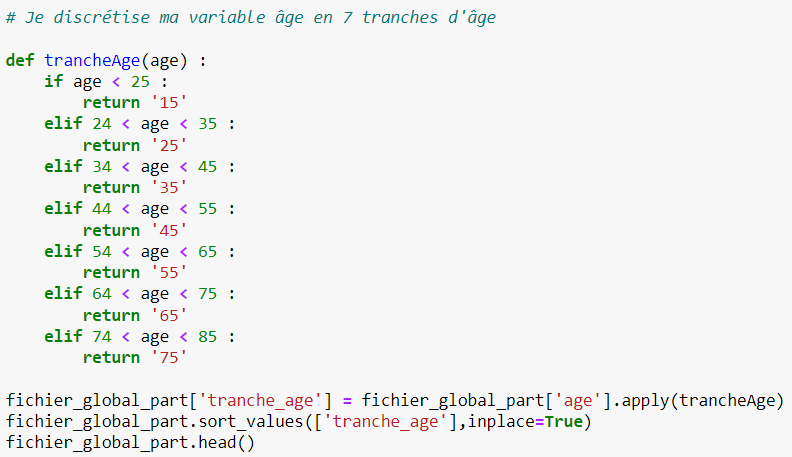 # Je discrétise ma variable âge en 7 tranches d'âge
def trancheAge(age) :
    if age < 25 :
        return '15'
    elif 24 < age < 35 :
        return '25'
    elif 34 < age < 45 :
        return '35'
    elif 44 < age < 55 :
        return '45'
    elif 54 < age < 65 :
        return '55'
    elif 64 < age < 75 :
        return '65'
    elif 74 < age < 85 :
        return '75'
fichier_global_part['tranche_age'] = fichier_global_part['age'].apply(trancheAge)
fichier_global_part.sort_values(['tranche_age'],inplace=True)
fichier_global_part.head()